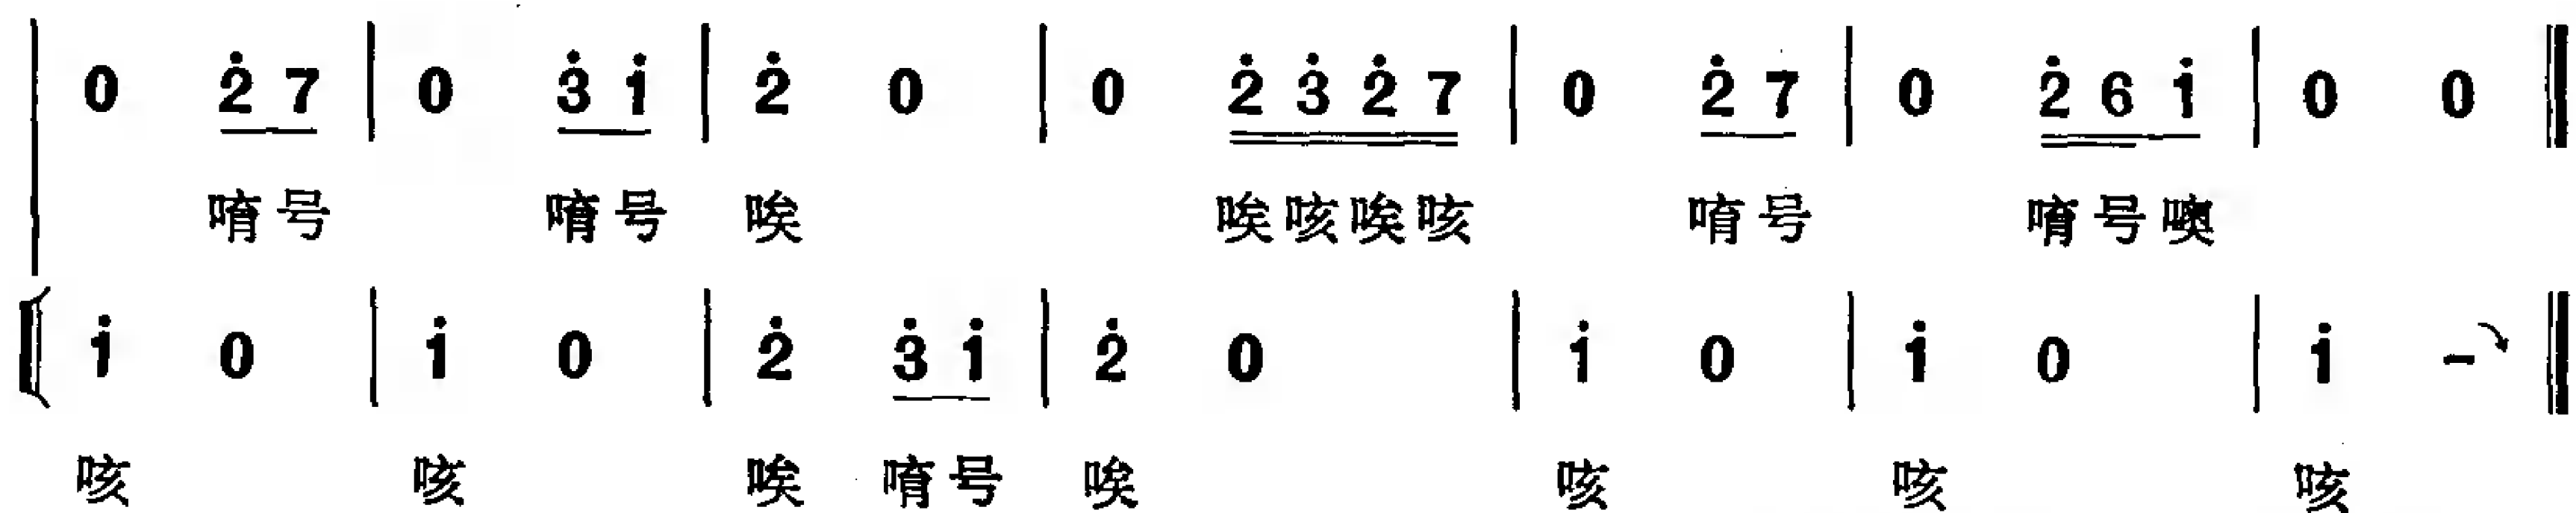 0 2̇ 7 | 0 3̇ 1̇ | 2̇ 0 | 0 2̇ 3̇ 2̇ 7 | 0 2̇ 7 | 0 2̇ 6 1̇ | 0 0 ‖
唷号 唷号 唉 唉咳唉咳 唷号 唷号噢
1̇ 0 | 1̇ 0 | 2̇ 3̇ 1̇ | 2̇ 0 | 1̇ 0 | 1̇ 0 | 1̇ - ‖
咳 咳 唉 唷号 唉 咳 咳 咳